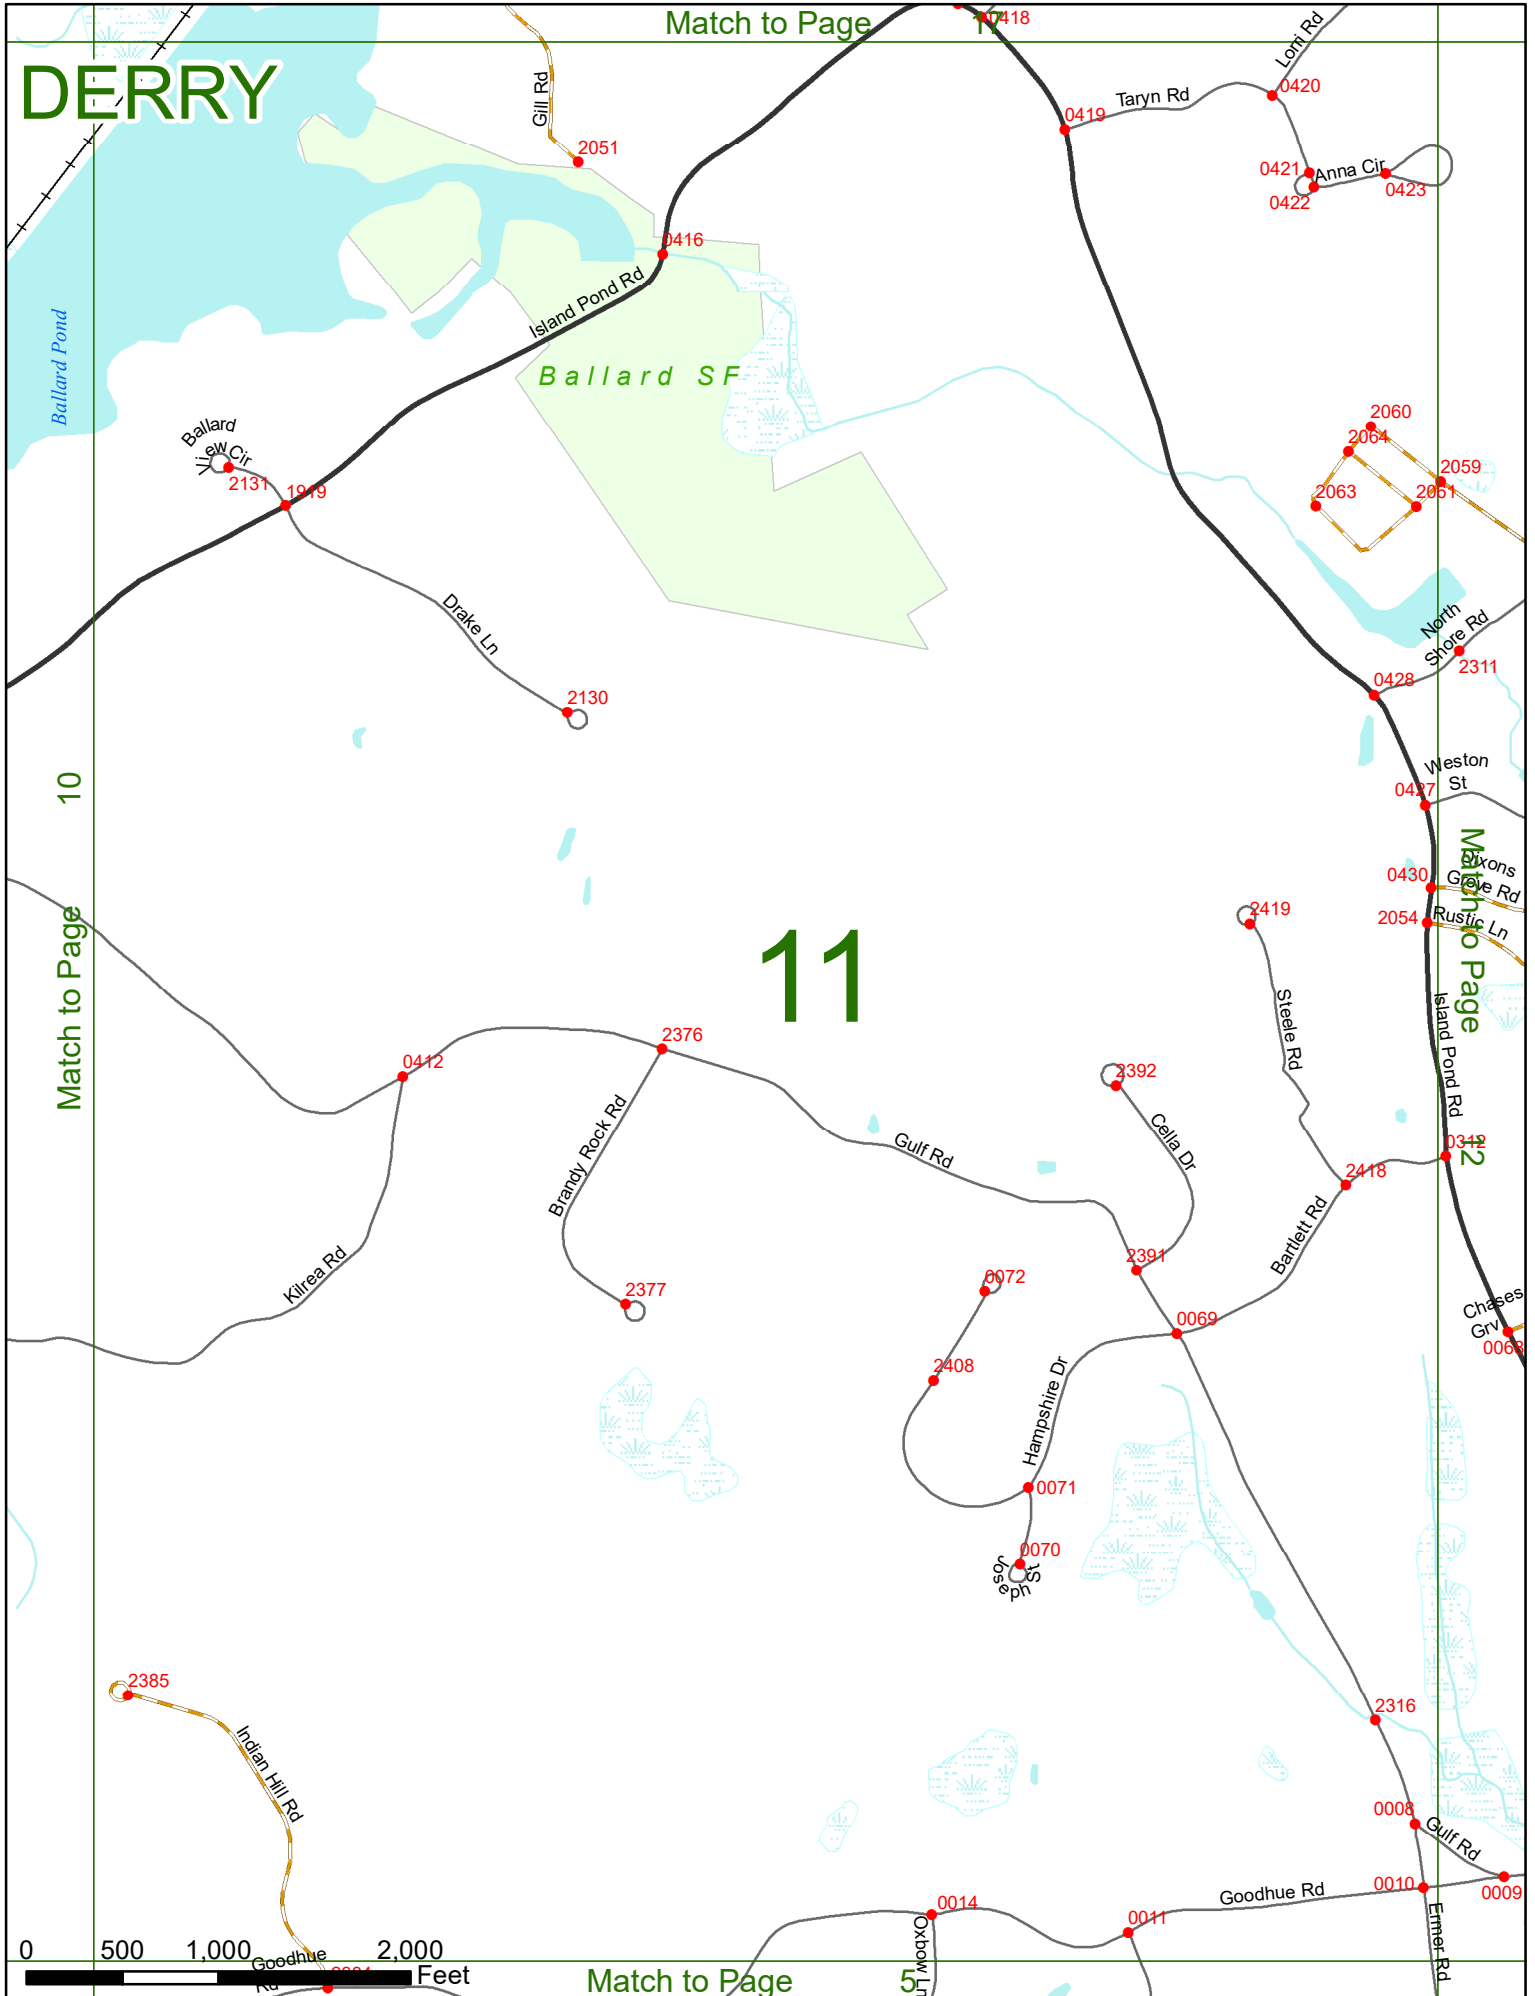 Match to Page 17
0418
DERRY
Gill Rd
2051
Lorri Rd
0420
Taryn Rd
0419
0421
Anna Cir
0422
0423
0416
Island Pond Rd
Ballard Pond
Ballard SF
Ballard
View Cir
2131
1919
2060
2064
2059
2063
2061
Drake Ln
2130
North
Shore Rd
2311
0428
Weston
St
0427
Match to Page 10
Match to Page 12
Dixons
Grove Rd
0430
2054
Rustic Ln
2419
11
Steele Rd
Island Pond Rd
2376
0412
2392
Brandy Rock Rd
Gulf Rd
Cella Dr
0312
2418
Bartlett Rd
Kilrea Rd
2391
0072
2377
0069
Chases
Grv
0068
2408
Hampshire Dr
0071
0070
Joseph St
2385
Indian Hill Rd
2316
0008
Gulf Rd
0010
0009
Goodhue Rd
0014
0011
Oxbow Ln
Ermer Rd
0 500 1,000 2,000
Feet
Goodhue
Rd
Match to Page 5